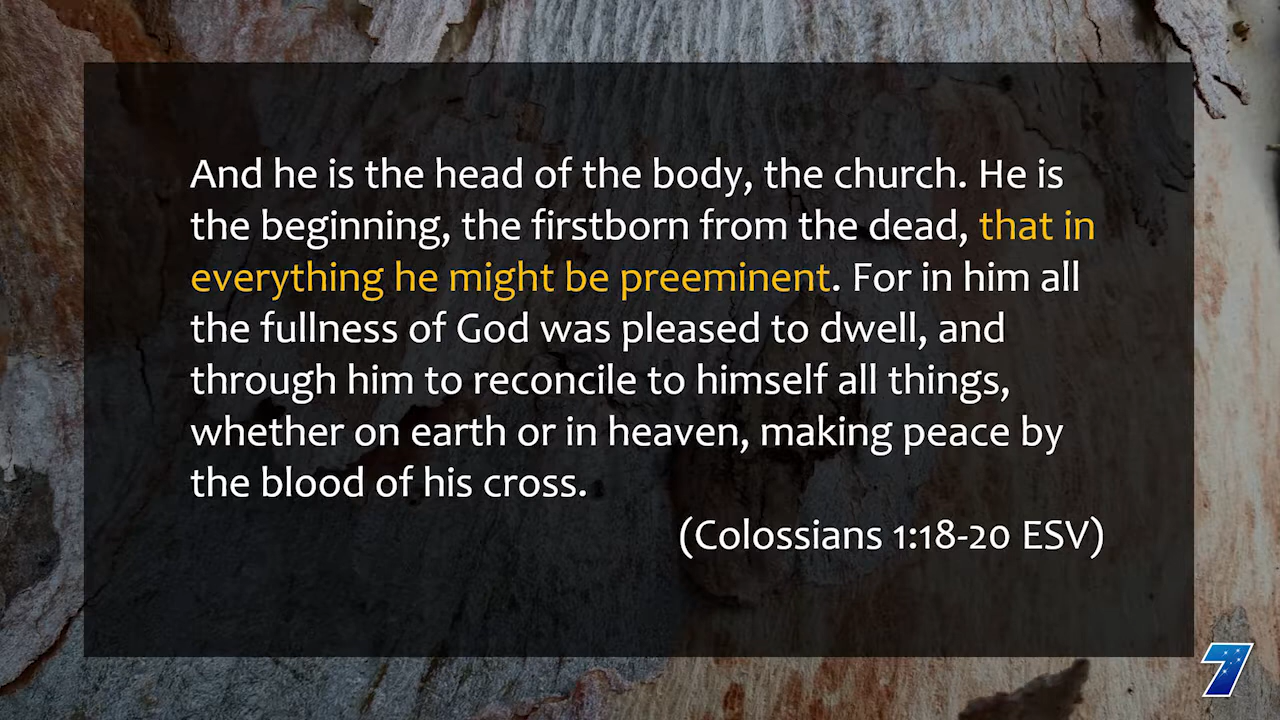 And he is the head of the body, the church. He is
the beginning, the firstborn from the dead, that in
everything he might be preeminent. For in him all
the fullness of God was pleased to dwell, and
through him to reconcile to himself all things,
whether on earth or in heaven, making peace by
the blood of his cross.
(Colossians 1:18-20 ESV)
7